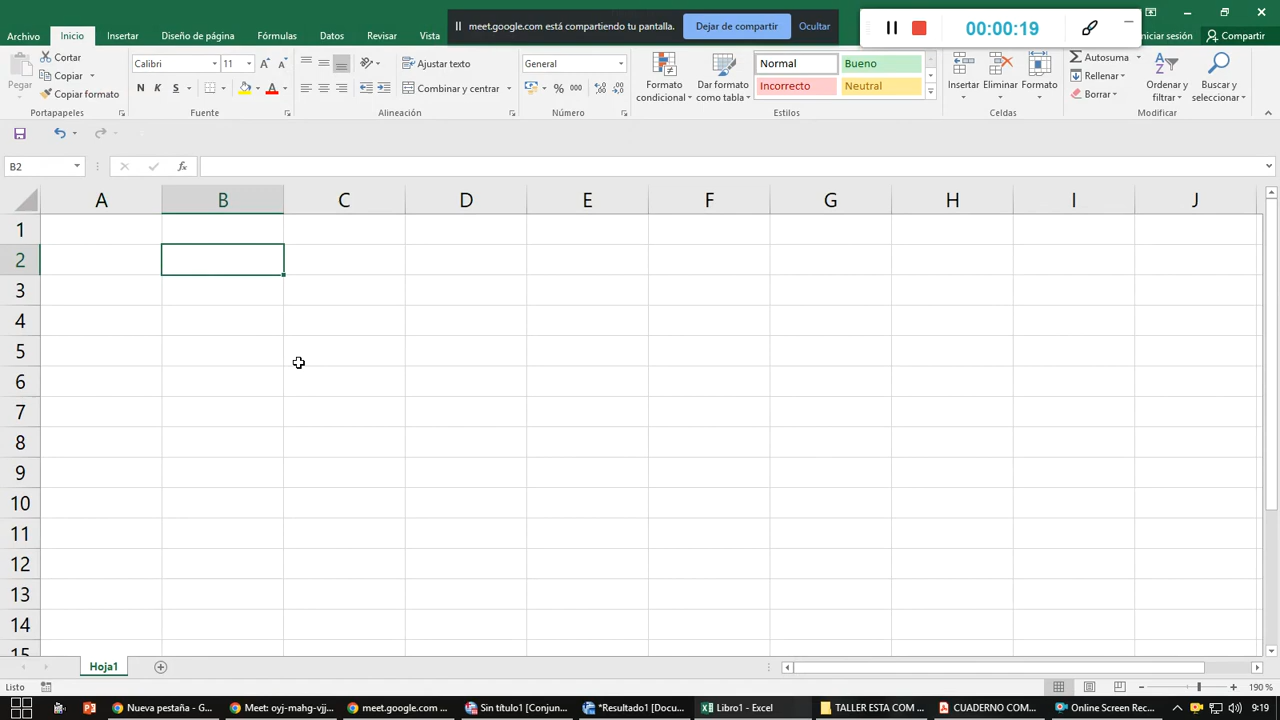 meet.google.com está compartiendo tu pantalla. Dejar de compartir Ocultar
00:00:19
Archivo Inicio Insertar Diseño de página Fórmulas Datos Revisar Vista iniciar sesión Compartir
Pegar
Cortar
Copiar
Copiar formato
Portapapeles
Calibri 11
N K S
Fuente
Ajustar texto
Combinar y centrar
Alineación
General
% 000
Número
Formato condicional
Dar formato como tabla
Normal Bueno
Incorrecto Neutral
Estilos
Insertar Eliminar Formato
Celdas
Autosuma
Rellenar
Borrar
Ordenar y filtrar
Buscar y seleccionar
Modificar
B2 fx
A B C D E F G H I J
1
2
3
4
5
6
7
8
9
10
11
12
13
14
15
Hoja1
Listo 190 %
Nueva pestaña - G... Meet: oyj-mahg-vjj... meet.google.com ... Sin título1 [Conjun... *Resultado1 [Docu... Libro1 - Excel TALLER ESTA COM ... CUADERNO COM... Online Screen Rec... 9:19